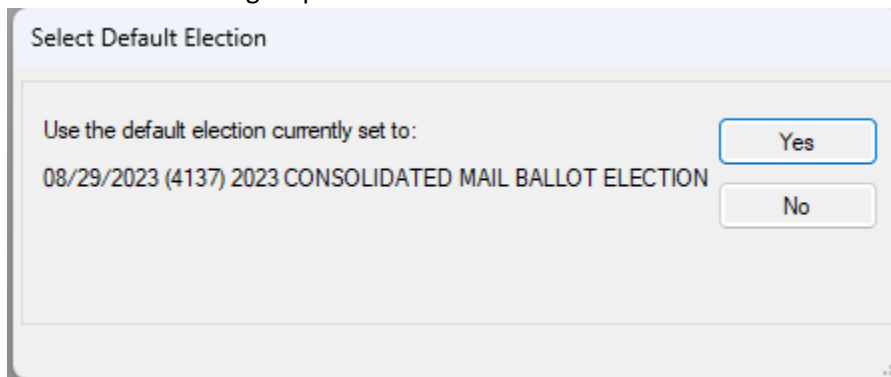 Select Default Election
Use the default election currently set to:
08/29/2023 (4137) 2023 CONSOLIDATED MAIL BALLOT ELECTION
Yes
No